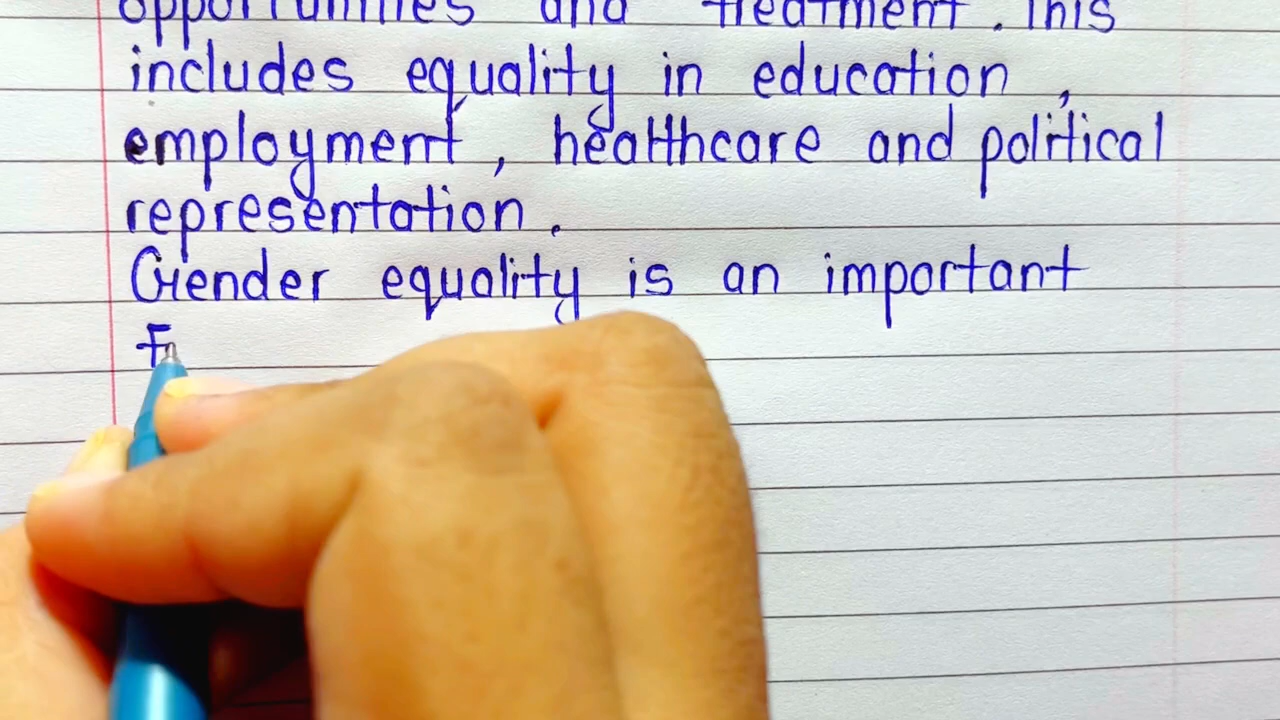 opportunities and treatment. This
includes equality in education,
employment, healthcare and political
representation.
Gender equality is an important